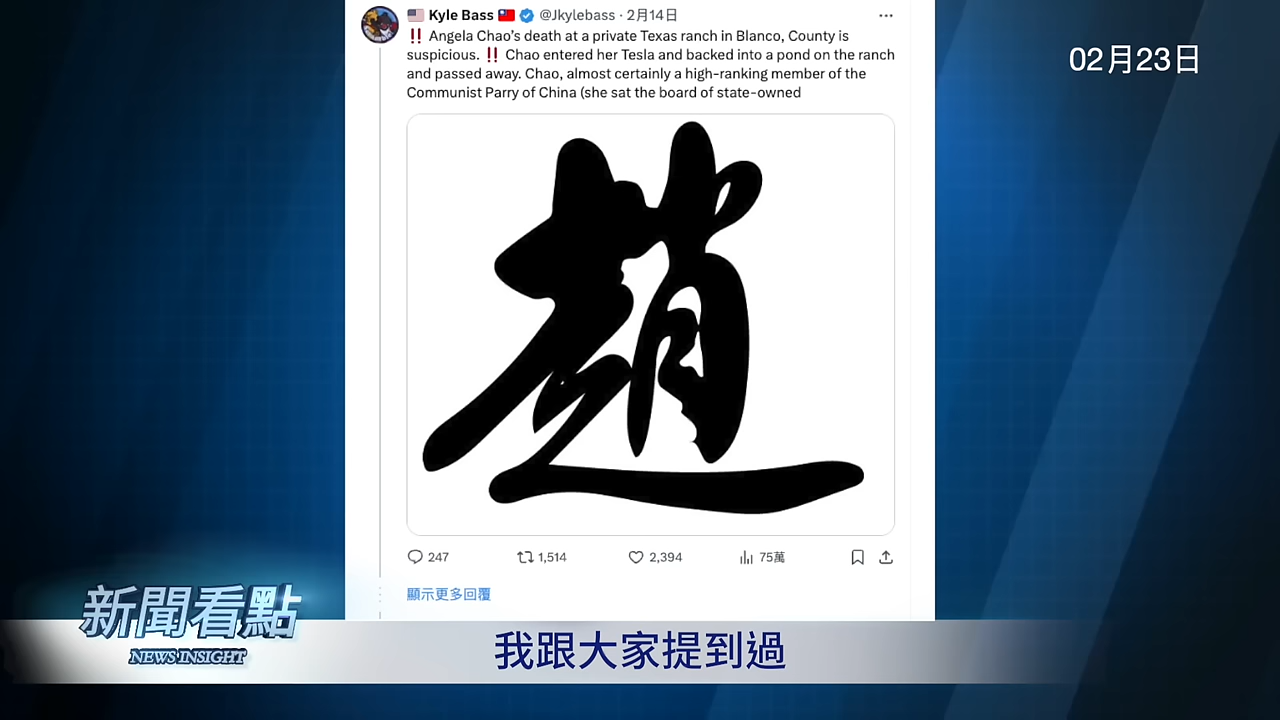 Kyle Bass @Jkylebass · 2月14日
‼ Angela Chao's death at a private Texas ranch in Blanco, County is
suspicious. ‼ Chao entered her Tesla and backed into a pond on the ranch
and passed away. Chao, almost certainly a high-ranking member of the
Communist Parry of China (she sat the board of state-owned
02月23日
趙
247 1,514 2,394 75萬
顯示更多回覆
新聞看點
NEWS INSIGHT
我跟大家提到過